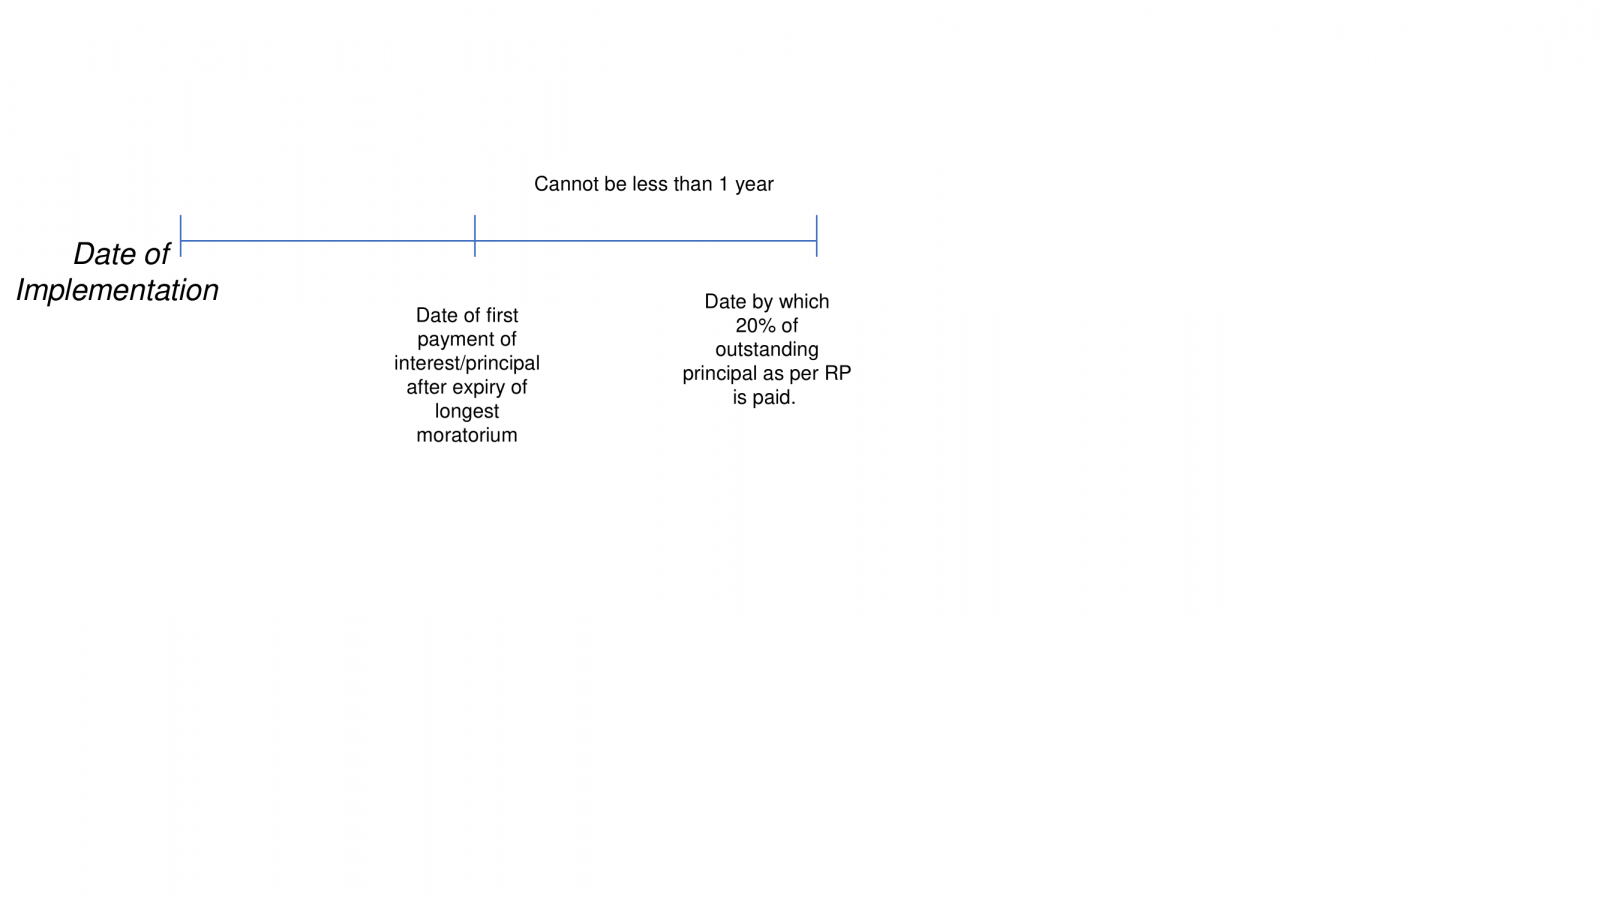 Cannot be less than 1 year
Date of
Implementation
Date of first
payment of
interest/principal
after expiry of
longest
moratorium
Date by which
20% of
outstanding
principal as per RP
is paid.